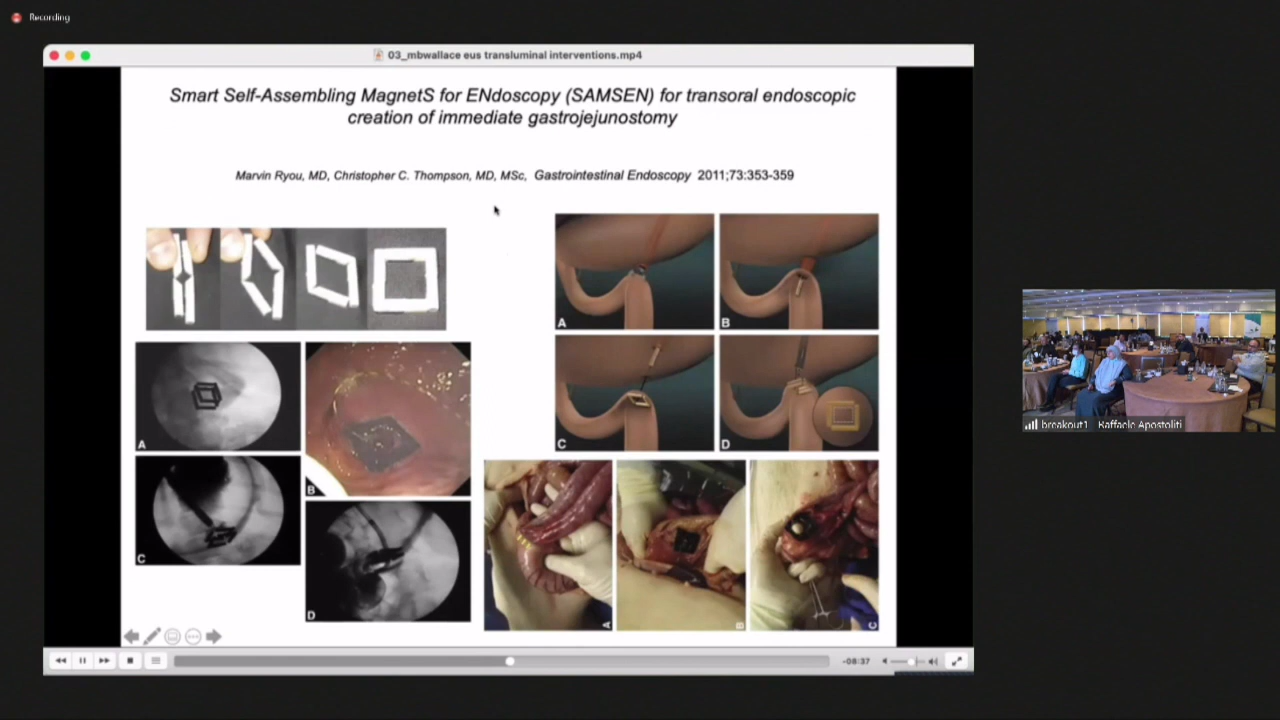 Recording
03_mbwallace eus transluminal interventions.mp4
Smart Self-Assembling MagnetS for ENdoscopy (SAMSEN) for transoral endoscopic
creation of immediate gastrojejunostomy
Marvin Ryou, MD, Christopher C. Thompson, MD, MSc, Gastrointestinal Endoscopy 2011;73:353-359
A
B
C
D
A
B
C
D
A
B
C
breakout1 - Raffaele Apostoliti
-08:37